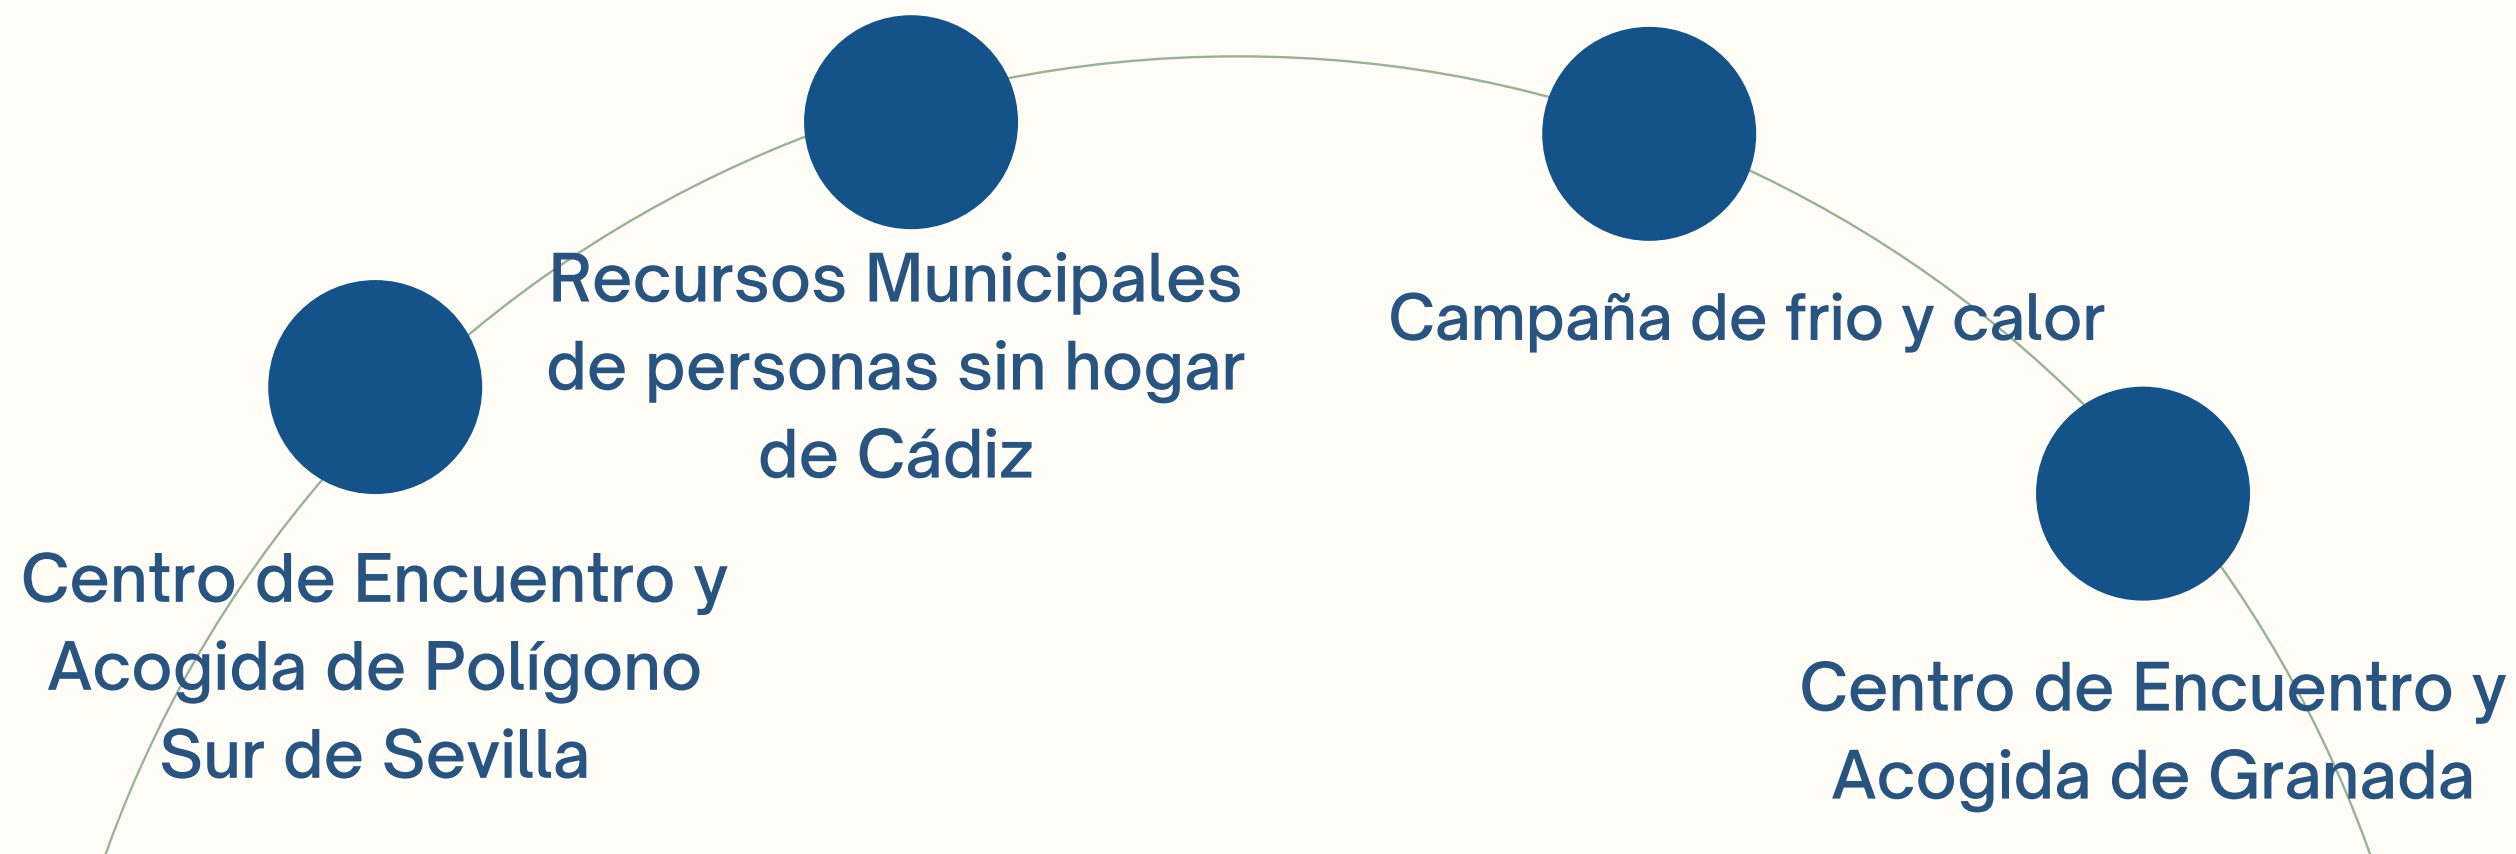 Recursos Municipales
de personas sin hogar
de Cádiz
Campaña de frio y calor
Centro de Encuentro y
Acogida de Polígono
Sur de Sevilla
Centro de Encuentro y
Acogida de Granada